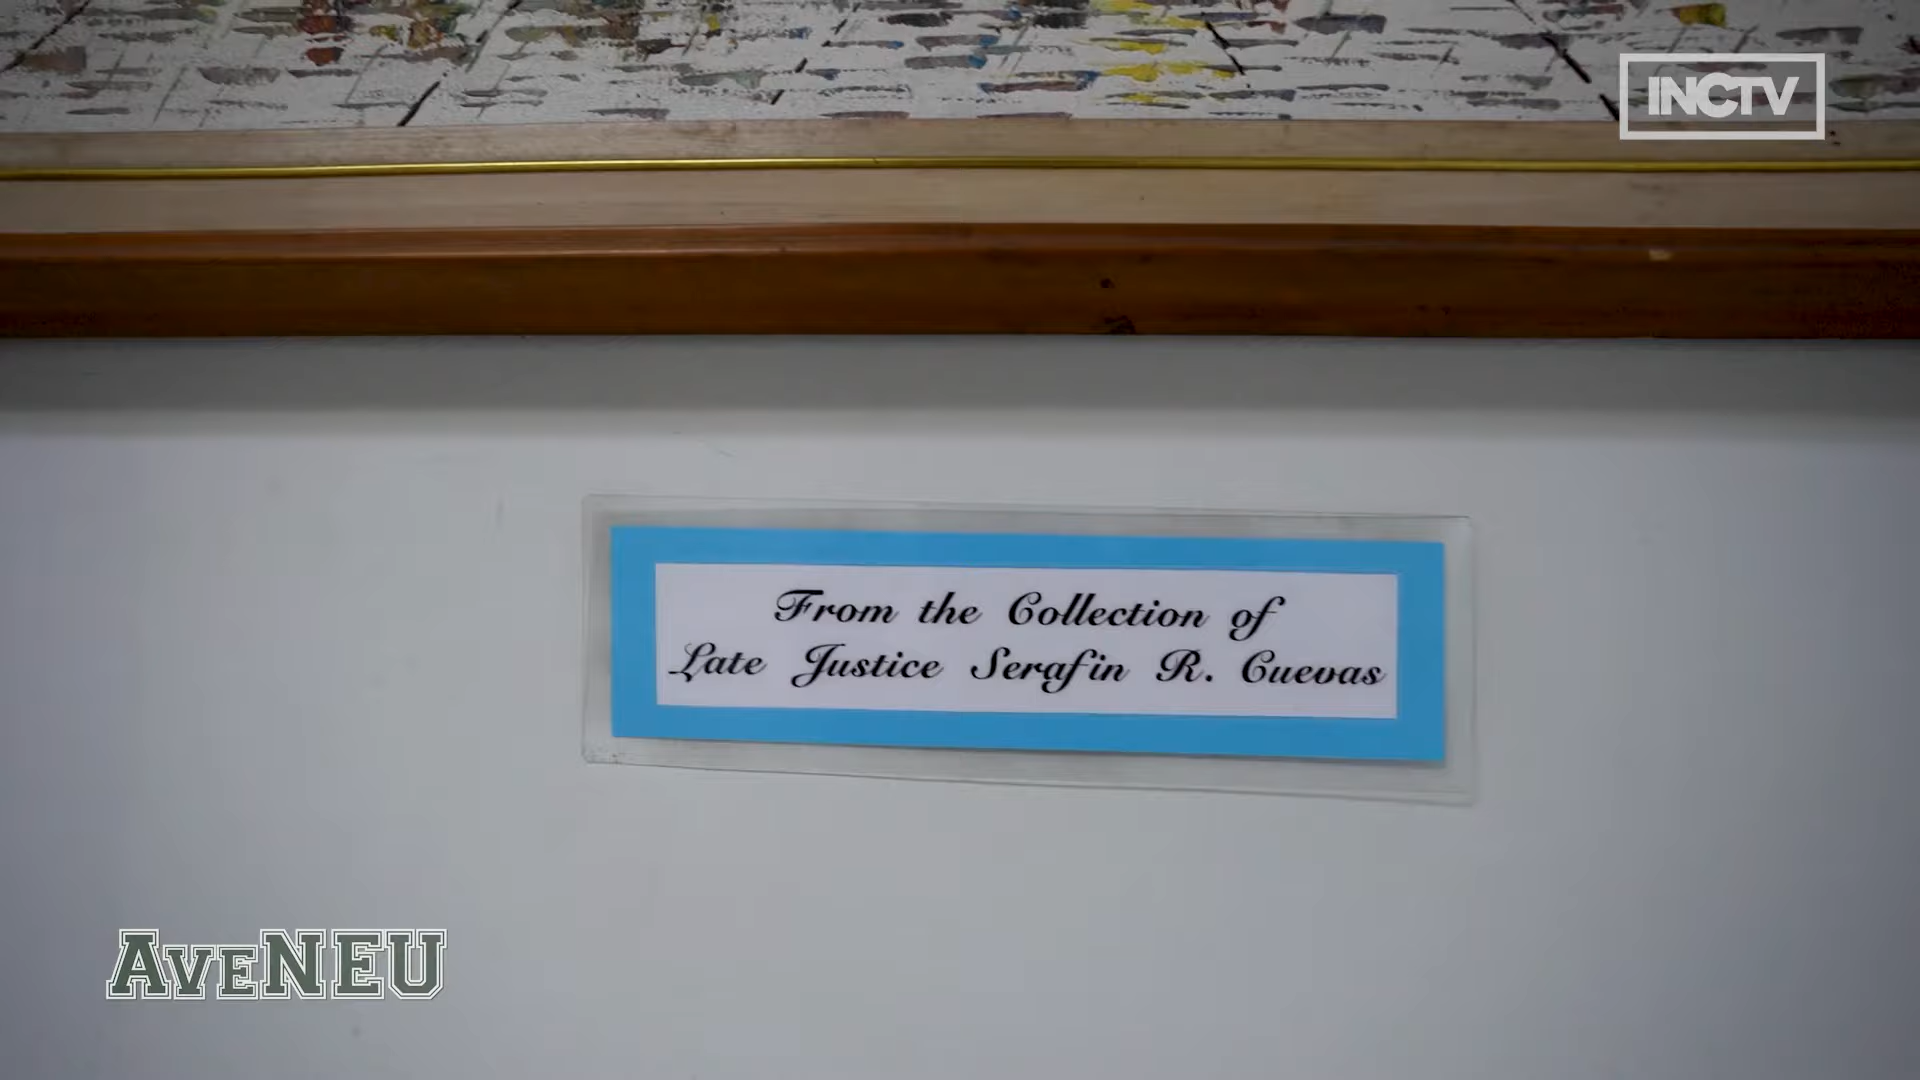 INCTV
From the Collection of
Late Justice Serafin R. Cuevas
AveNEU